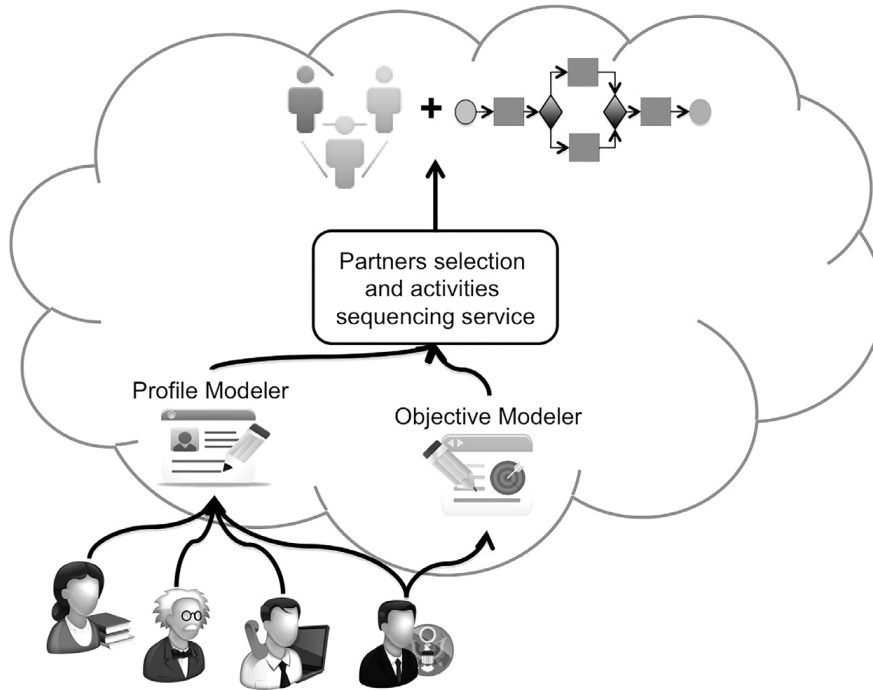 Partners selection
and activities
sequencing service
Profile Modeler
Objective Modeler